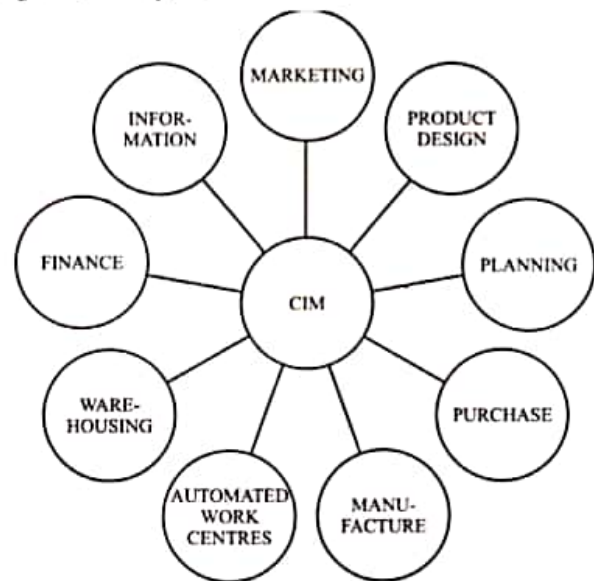 MARKETING
PRODUCT
DESIGN
PLANNING
PURCHASE
MANU-
FACTURE
AUTOMATED
WORK
CENTRES
WARE-
HOUSING
FINANCE
INFOR-
MATION
CIM